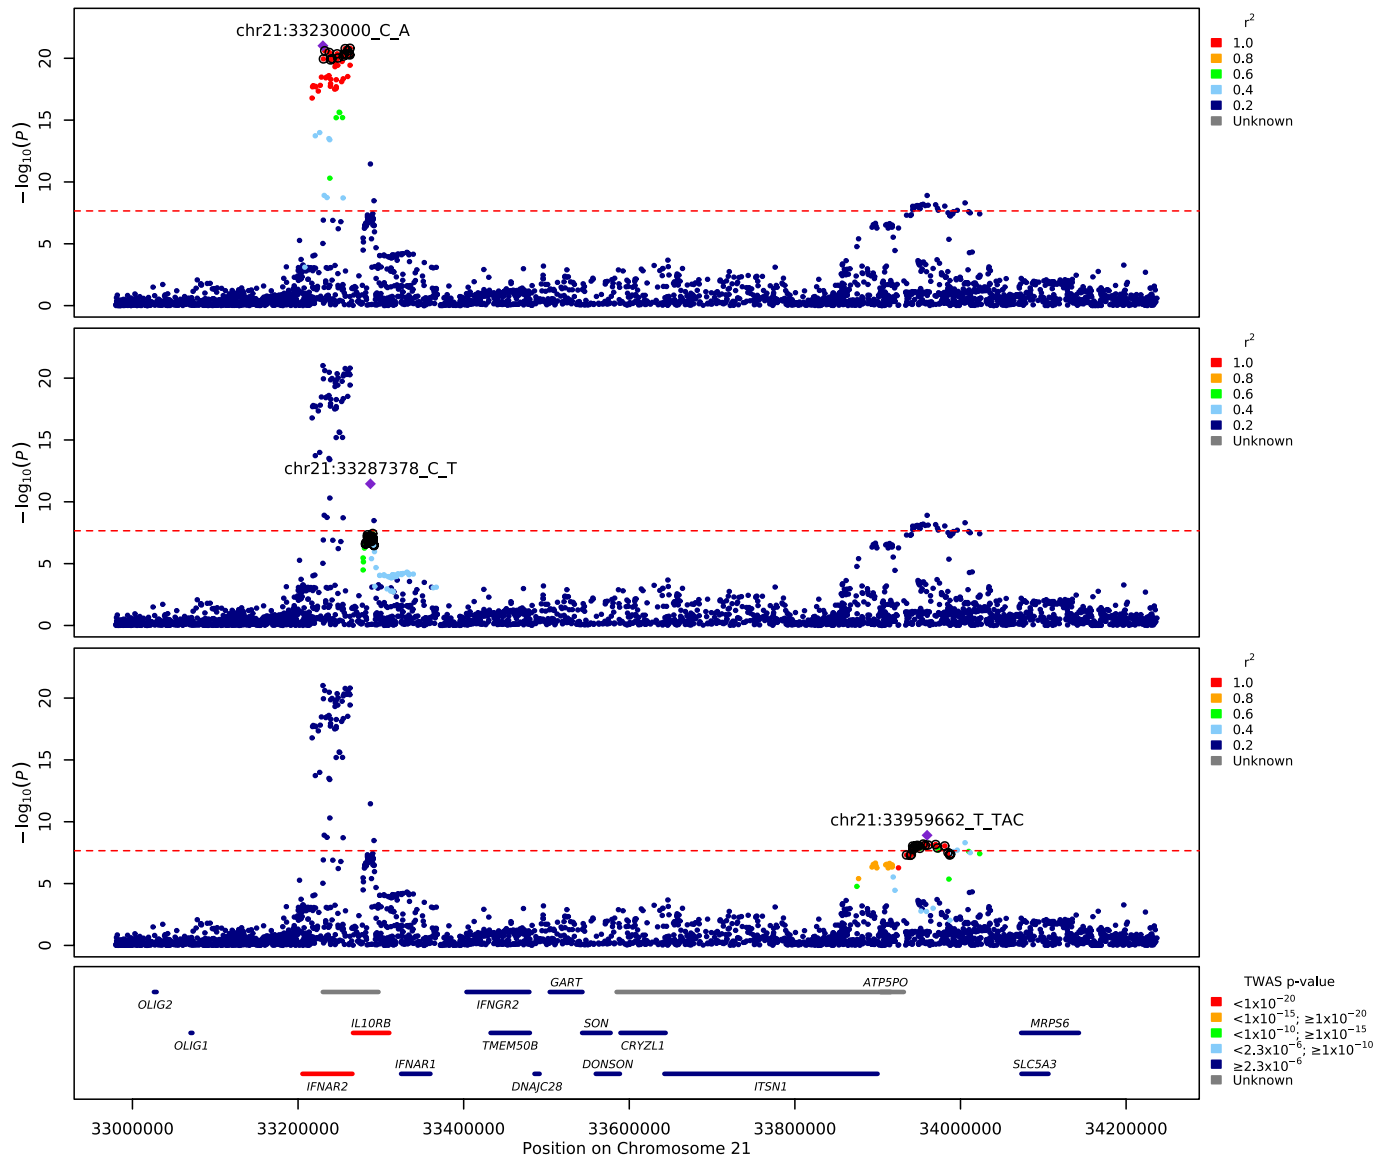 chr21:33230000_C_A
−log10(P)
0 5 10 15 20
r2
1.0
0.8
0.6
0.4
0.2
Unknown
chr21:33287378_C_T
−log10(P)
0 5 10 15 20
r2
1.0
0.8
0.6
0.4
0.2
Unknown
chr21:33959662_T_TAC
−log10(P)
0 5 10 15 20
r2
1.0
0.8
0.6
0.4
0.2
Unknown
GART ATP5PO
OLIG2 IFNGR2
IL10RB SON MRPS6
OLIG1 TMEM50B CRYZL1
IFNAR1 DONSON SLC5A3
IFNAR2 DNAJC28 ITSN1
TWAS p-value
<1x10−20
<1x10−15; ≥1x10−20
<1x10−10; ≥1x10−15
<2.3x10−6; ≥1x10−10
≥2.3x10−6
Unknown
33000000 33200000 33400000 33600000 33800000 34000000 34200000
Position on Chromosome 21